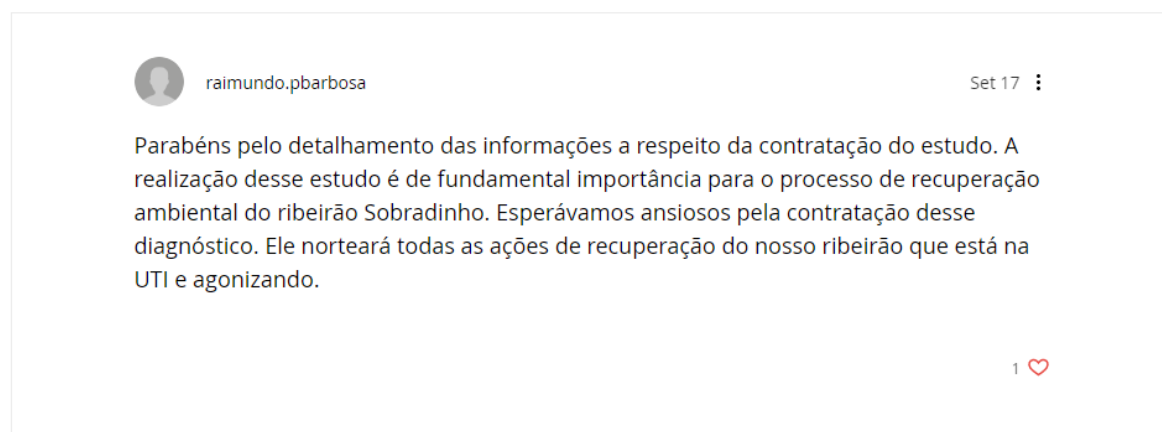 raimundo.pbarbosa
Set 17
Parabéns pelo detalhamento das informações a respeito da contratação do estudo. A
realização desse estudo é de fundamental importância para o processo de recuperação
ambiental do ribeirão Sobradinho. Esperávamos ansiosos pela contratação desse
diagnóstico. Ele norteará todas as ações de recuperação do nosso ribeirão que está na
UTI e agonizando.
1